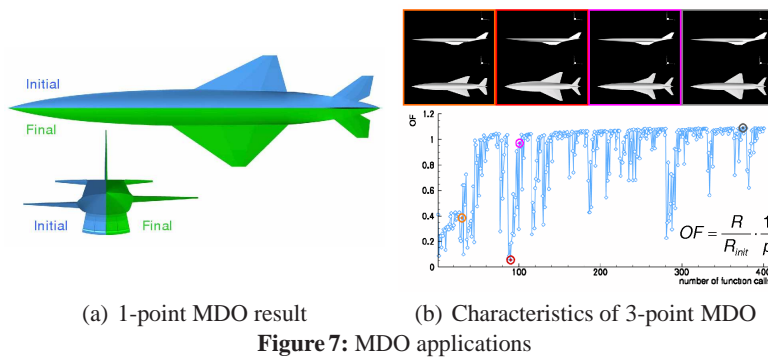 Initial
Final
Initial
Final
OF
1.2
1
0.8
0.6
0.4
0.2
0
100
200
300
400
number of function calls
OF = R / R_init · 1 / p
(a) 1-point MDO result
(b) Characteristics of 3-point MDO
Figure 7: MDO applications